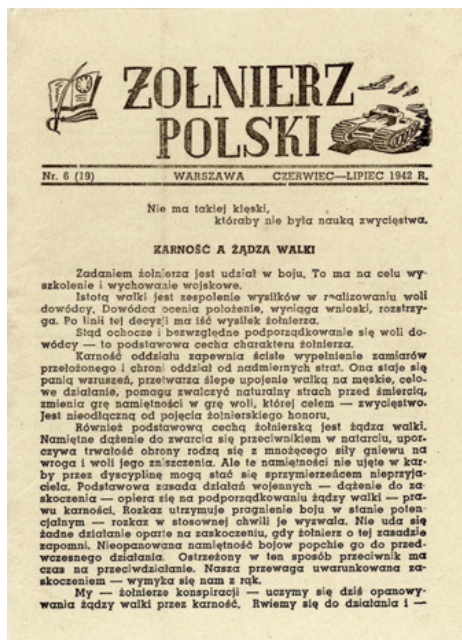 ŻOŁNIERZ
POLSKI
Nr. 6 (19) WARSZAWA CZERWIEC—LIPIEC 1942 R.
Nie ma takiej klęski,
któraby nie była nauką zwycięstwa.
KARNOŚĆ A ŻĄDZA WALKI
Zadaniem żołnierza jest udział w boju. To ma na celu wy-
szkolenie i wychowanie wojskowe.
Istotą walki jest zespolenie wysiłków w realizowaniu woli
dowódcy. Dowódca ocenia położenie, wyciąga wnioski, rozstrzy-
ga. Po linii tej decyzji ma iść wysiłek żołnierza.
Stąd ochocze i bezwzględne podporządkowanie się woli do-
wódcy — to podstawowa cecha charakteru żołnierza.
Karność oddziału zapewnia ścisłe wypełnienie zamiarów
przełożonego i chroni oddział od nadmiernych strat. Ona staje się
panią wzruszeń, przetwarza ślepe upojenie walką na męskie, celo-
we działanie, pomaga zwalczyć naturalny strach przed śmiercią,
zmienia grę namiętności w grę woli, której celem — zwycięstwo.
Jest nieodłączną od pojęcia żołnierskiego honoru.
Również podstawową cechą żołnierską jest żądza walki.
Namiętne dążenie do zwarcia się przeciwnikiem w natarciu, upor-
czywa trwałość obrony rodzą się z mnożącego siły gniewu na
wroga i woli jego zniszczenia. Ale te namiętności nie ujęte w kar-
by przez dyscyplinę mogą stać się sprzymierzeńcem nieprzyja-
ciela. Podstawowa zasada działań wojennych — dążenie do za-
skoczenia — opiera się na podporządkowaniu żądzy walki — pra-
wu karności. Rozkaz utrzymuje pragnienie boju w stanie poten-
cjalnym — rozkaz w stosownej chwili je wyzwala. Nie uda się
żadne działanie oparte na zaskoczeniu, gdy żołnierz o tej zasadzie
zapomni. Nieopanowana namiętność bojow popchie go do przed-
wczesnego działania. Ostrzeżony w ten sposób przeciwnik ma
czas na przeciwdziałanie. Nasza przewaga uwarunkowana za-
skoczeniem — wymyka się nam z rąk.
My — żołnierze konspiracji — uczymy się dziś opanowy-
wania żądzy walki przez karność. Rwiemy się do działania i —